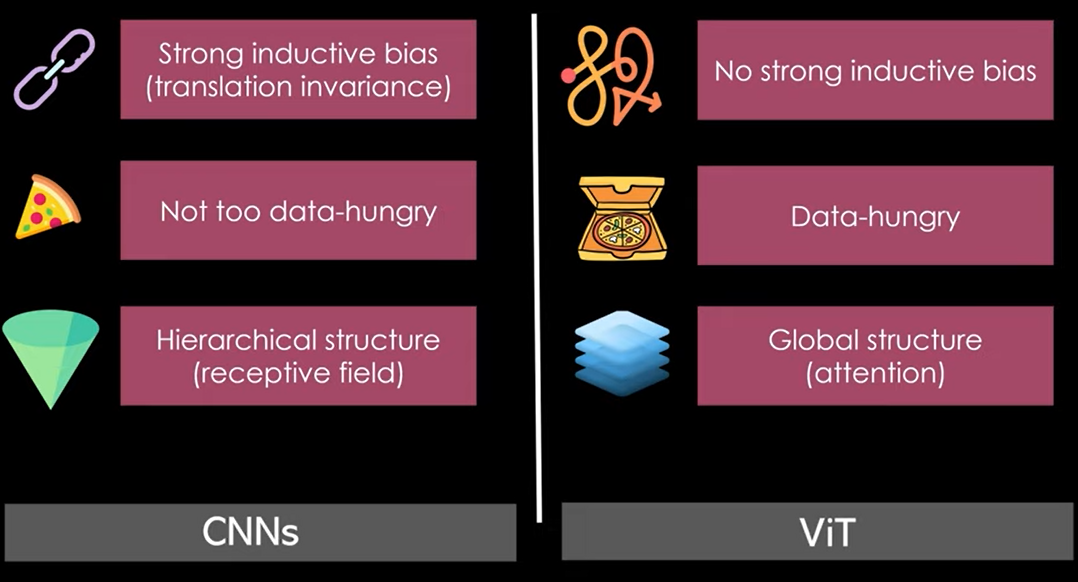 Strong inductive bias
(translation invariance)
Not too data-hungry
Hierarchical structure
(receptive field)
CNNs
No strong inductive bias
Data-hungry
Global structure
(attention)
ViT